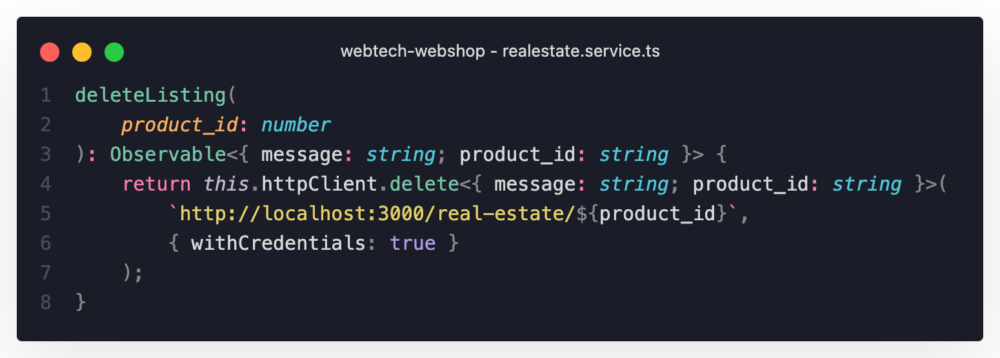 webtech-webshop - realestate.service.ts
1 deleteListing(
2     product_id: number
3 ): Observable<{ message: string; product_id: string }> {
4     return this.httpClient.delete<{ message: string; product_id: string }>(
5         `http://localhost:3000/real-estate/${product_id}`,
6         { withCredentials: true }
7     );
8 }